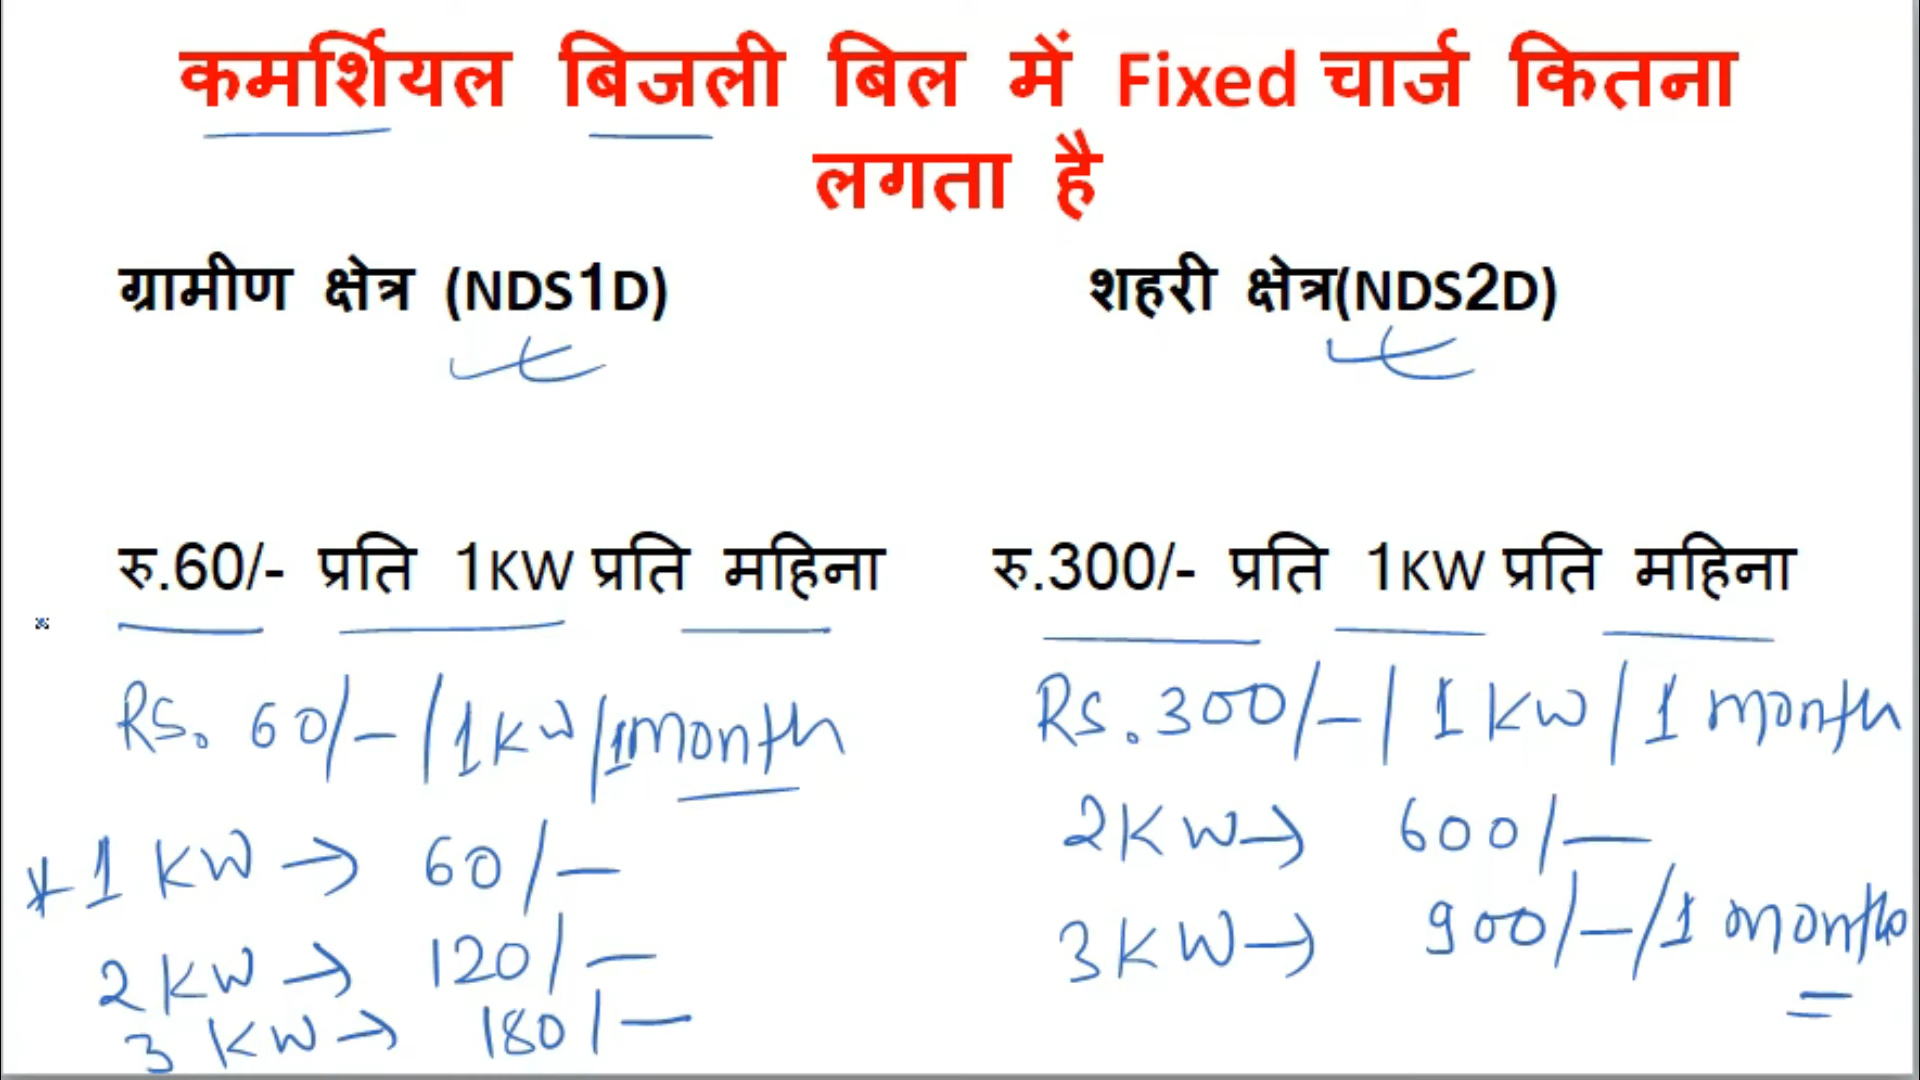 कमर्शियल बिजली बिल में Fixed चार्ज कितना
लगता है
ग्रामीण क्षेत्र (NDS1D)
शहरी क्षेत्र(NDS2D)
रु.60/- प्रति 1KW प्रति महिना
रु.300/- प्रति 1KW प्रति महिना
Rs. 60/-/1KW/1month
* 1 KW → 60/-
2 KW → 120/-
3 KW → 180/-
Rs. 300/-/1KW/1 month
2KW → 600/-
3KW → 900/-/1 month